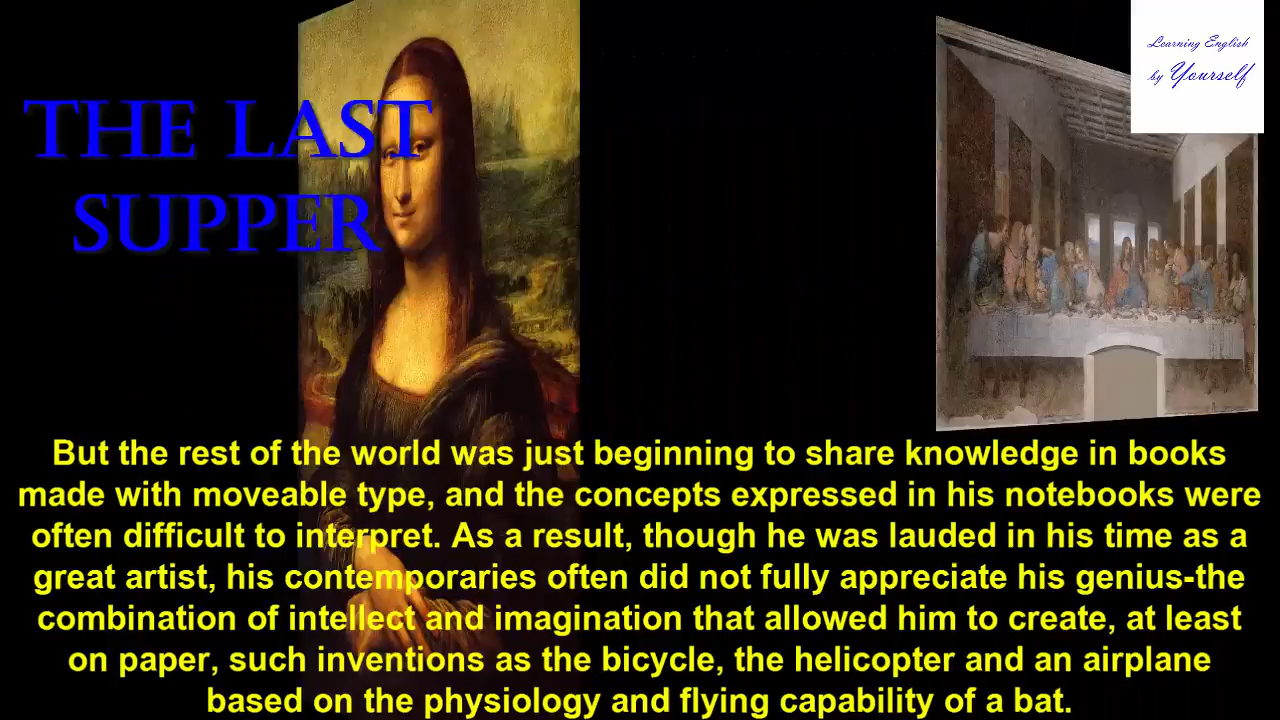 THE LAST
SUPPER
Learning English
by Yourself
But the rest of the world was just beginning to share knowledge in books
made with moveable type, and the concepts expressed in his notebooks were
often difficult to interpret. As a result, though he was lauded in his time as a
great artist, his contemporaries often did not fully appreciate his genius-the
combination of intellect and imagination that allowed him to create, at least
on paper, such inventions as the bicycle, the helicopter and an airplane
based on the physiology and flying capability of a bat.